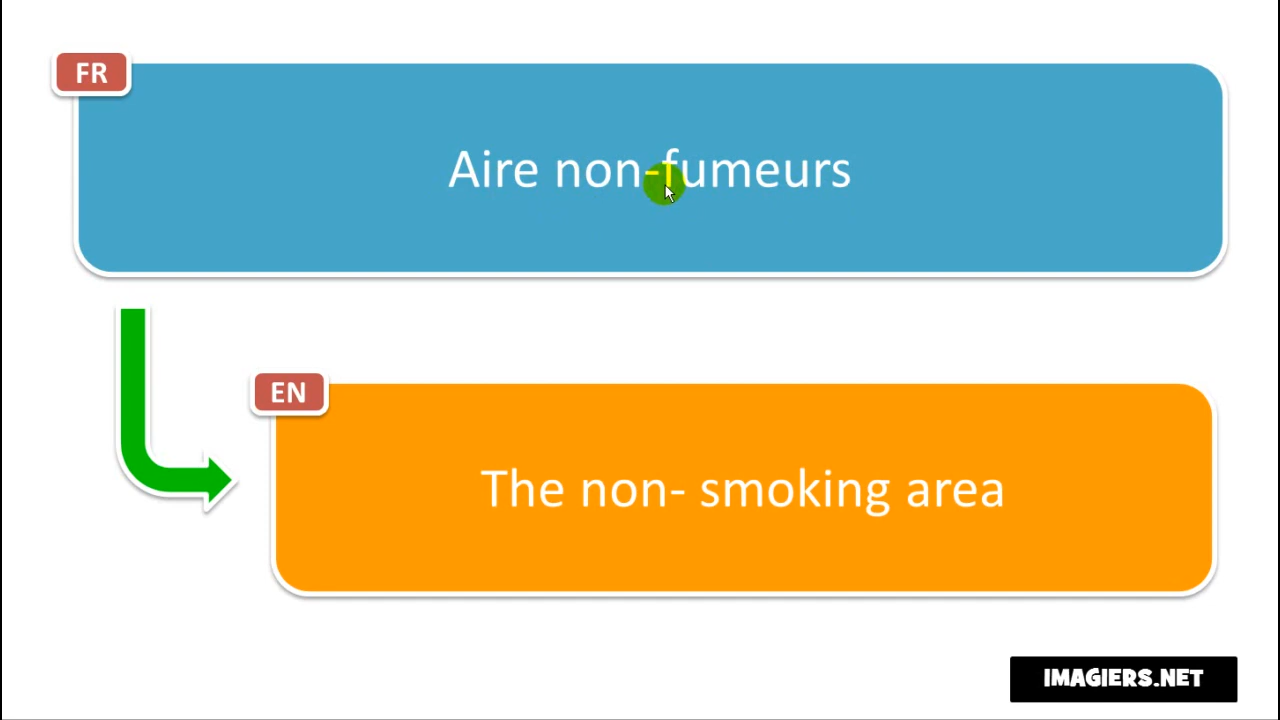 FR
Aire non-fumeurs
EN
The non- smoking area
IMAGIERS.NET